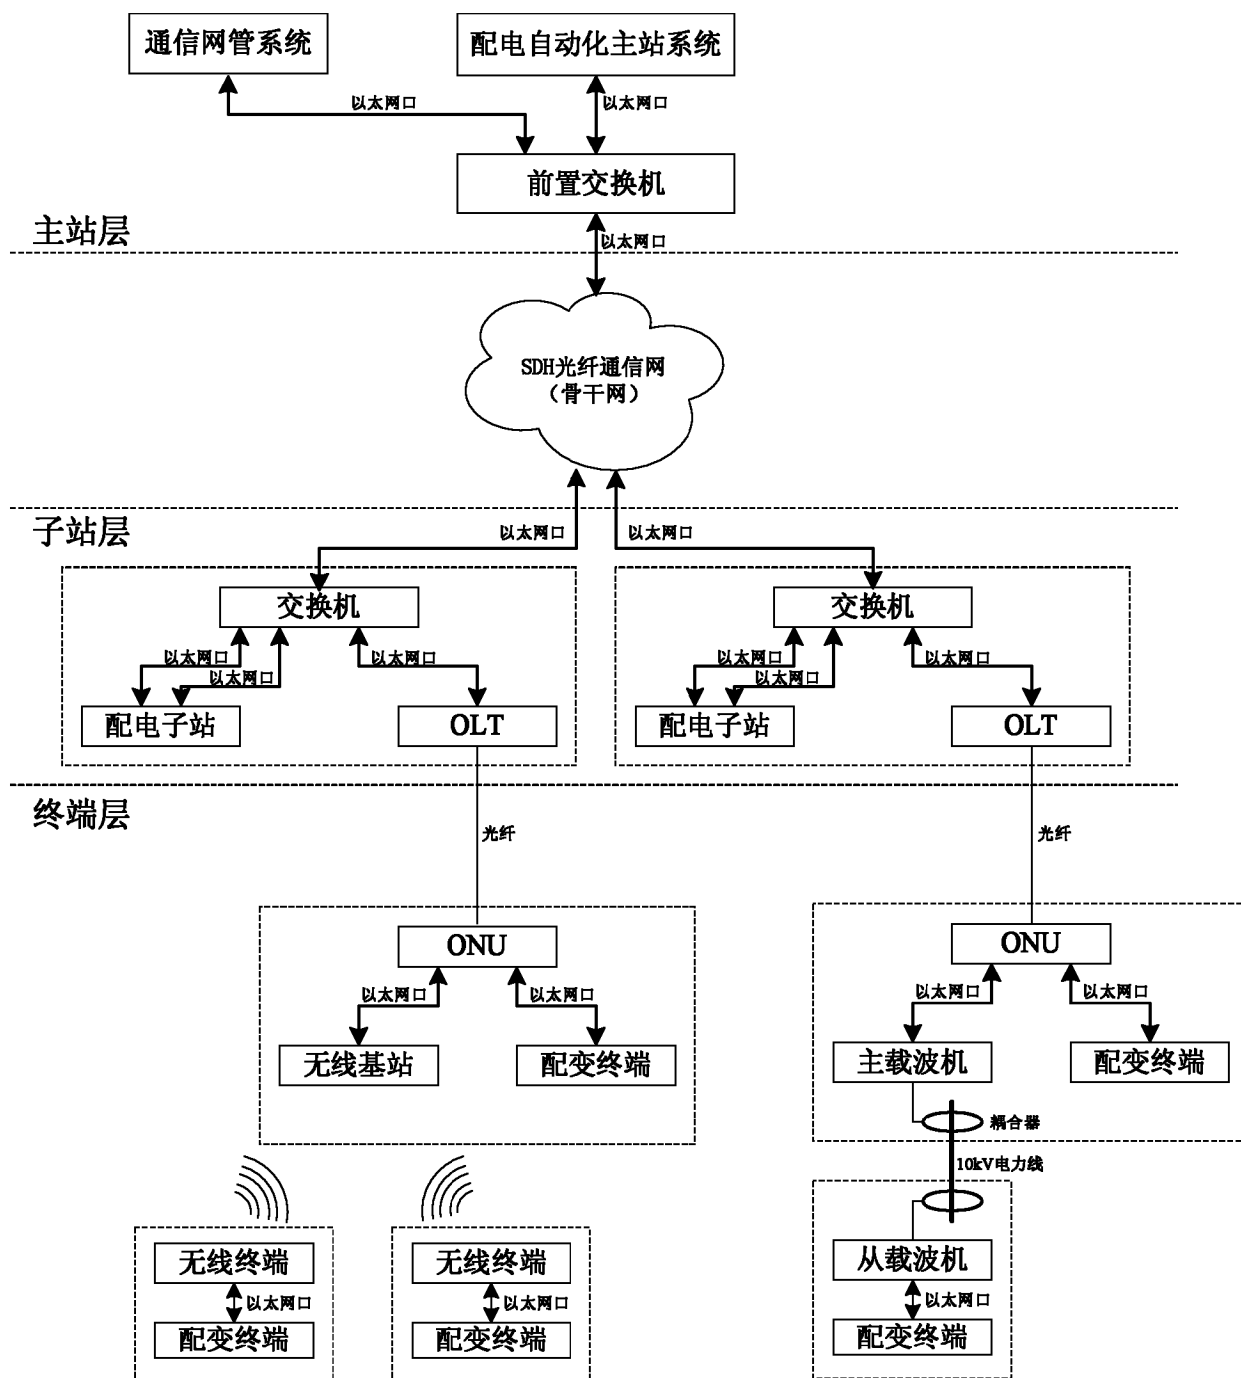 通信网管系统
配电自动化主站系统
以太网口
以太网口
前置交换机
主站层
以太网口
SDH光纤通信网
（骨干网）
子站层
以太网口
以太网口
交换机
交换机
以太网口
以太网口
以太网口
以太网口
以太网口
以太网口
配电子站
OLT
配电子站
OLT
终端层
光纤
光纤
ONU
ONU
以太网口
以太网口
以太网口
以太网口
无线基站
配变终端
主载波机
配变终端
耦合器
10kV电力线
无线终端
无线终端
从载波机
以太网口
以太网口
以太网口
配变终端
配变终端
配变终端